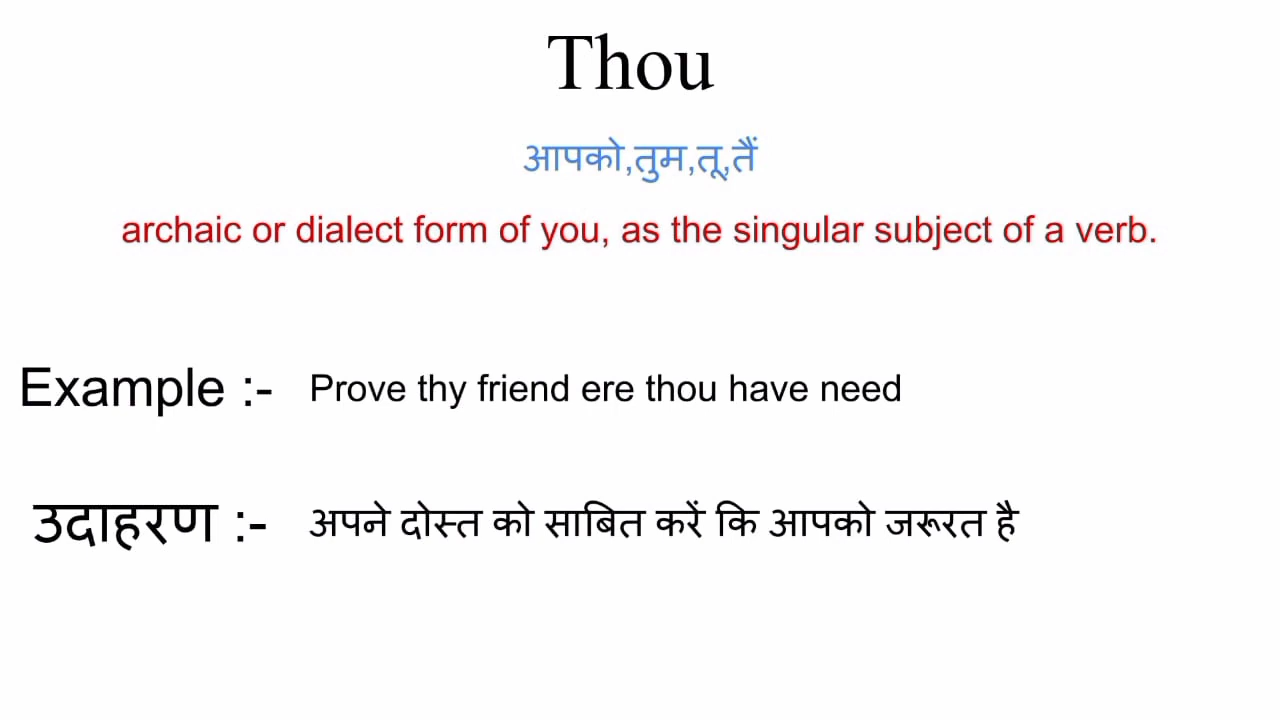 Thou
आपको,तुम,तू,तैं
archaic or dialect form of you, as the singular subject of a verb.
Example :- Prove thy friend ere thou have need
उदाहरण :- अपने दोस्त को साबित करें कि आपको जरूरत है